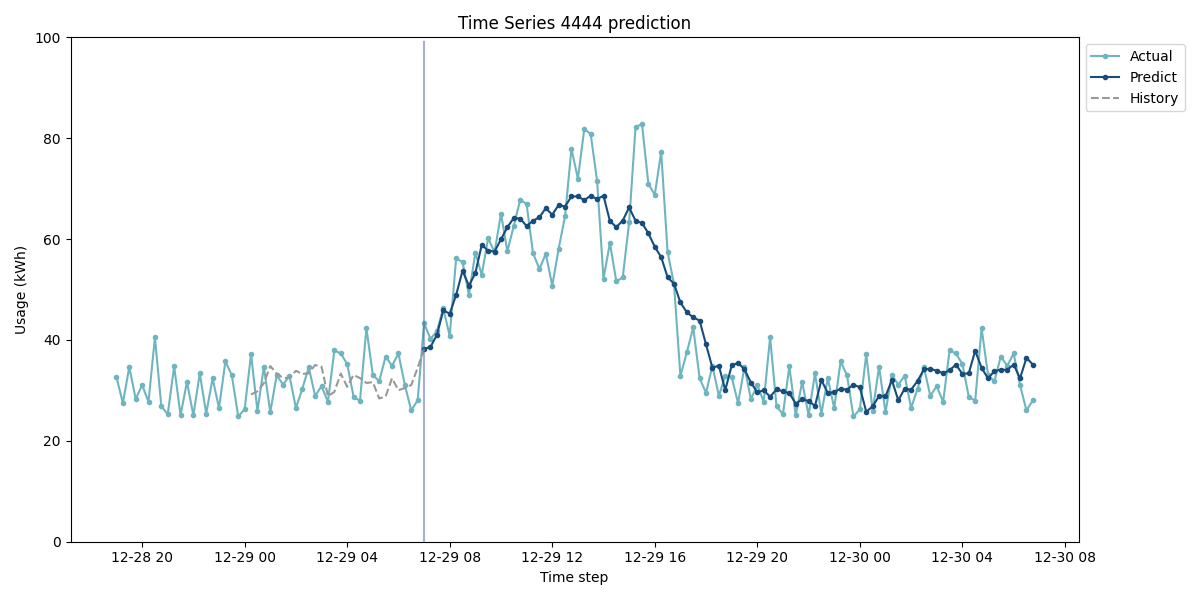 Time Series 4444 prediction
100
80
60
40
20
0
Usage (kWh)
12-28 20
12-29 00
12-29 04
12-29 08
12-29 12
12-29 16
12-29 20
12-30 00
12-30 04
12-30 08
Time step
Actual
Predict
History